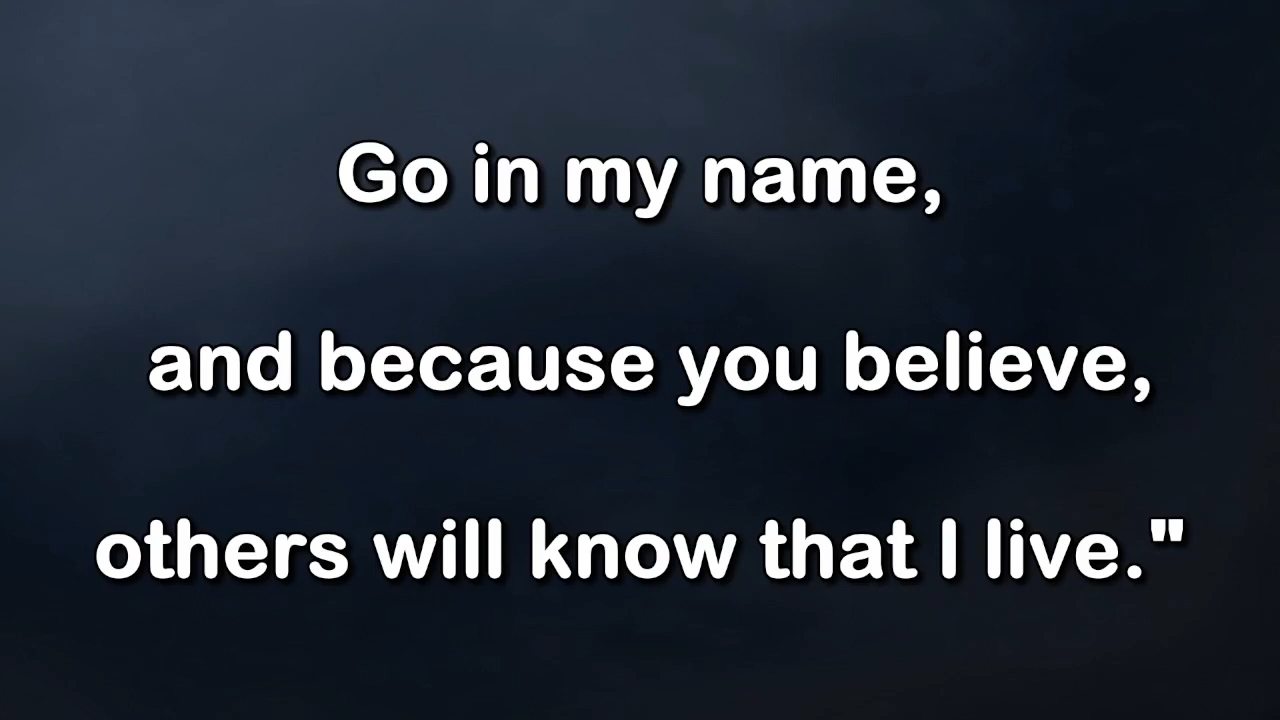 Go in my name,
and because you believe,
others will know that I live."